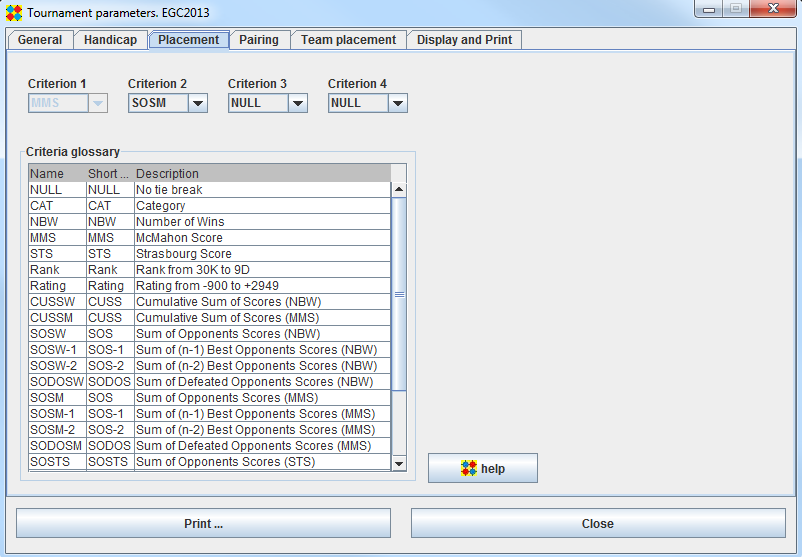 Tournament parameters. EGC2013
General Handicap Placement Pairing Team placement Display and Print
Criterion 1 Criterion 2 Criterion 3 Criterion 4
MMS SOSM NULL NULL
Criteria glossary
Name Short ... Description
NULL NULL No tie break
CAT CAT Category
NBW NBW Number of Wins
MMS MMS McMahon Score
STS STS Strasbourg Score
Rank Rank Rank from 30K to 9D
Rating Rating Rating from -900 to +2949
CUSSW CUSS Cumulative Sum of Scores (NBW)
CUSSM CUSS Cumulative Sum of Scores (MMS)
SOSW SOS Sum of Opponents Scores (NBW)
SOSW-1 SOS-1 Sum of (n-1) Best Opponents Scores (NBW)
SOSW-2 SOS-2 Sum of (n-2) Best Opponents Scores (NBW)
SODOSW SODOS Sum of Defeated Opponents Scores (NBW)
SOSM SOS Sum of Opponents Scores (MMS)
SOSM-1 SOS-1 Sum of (n-1) Best Opponents Scores (MMS)
SOSM-2 SOS-2 Sum of (n-2) Best Opponents Scores (MMS)
SODOSM SODOS Sum of Defeated Opponents Scores (MMS)
SOSTS SOSTS Sum of Opponents Scores (STS)
help
Print ... Close